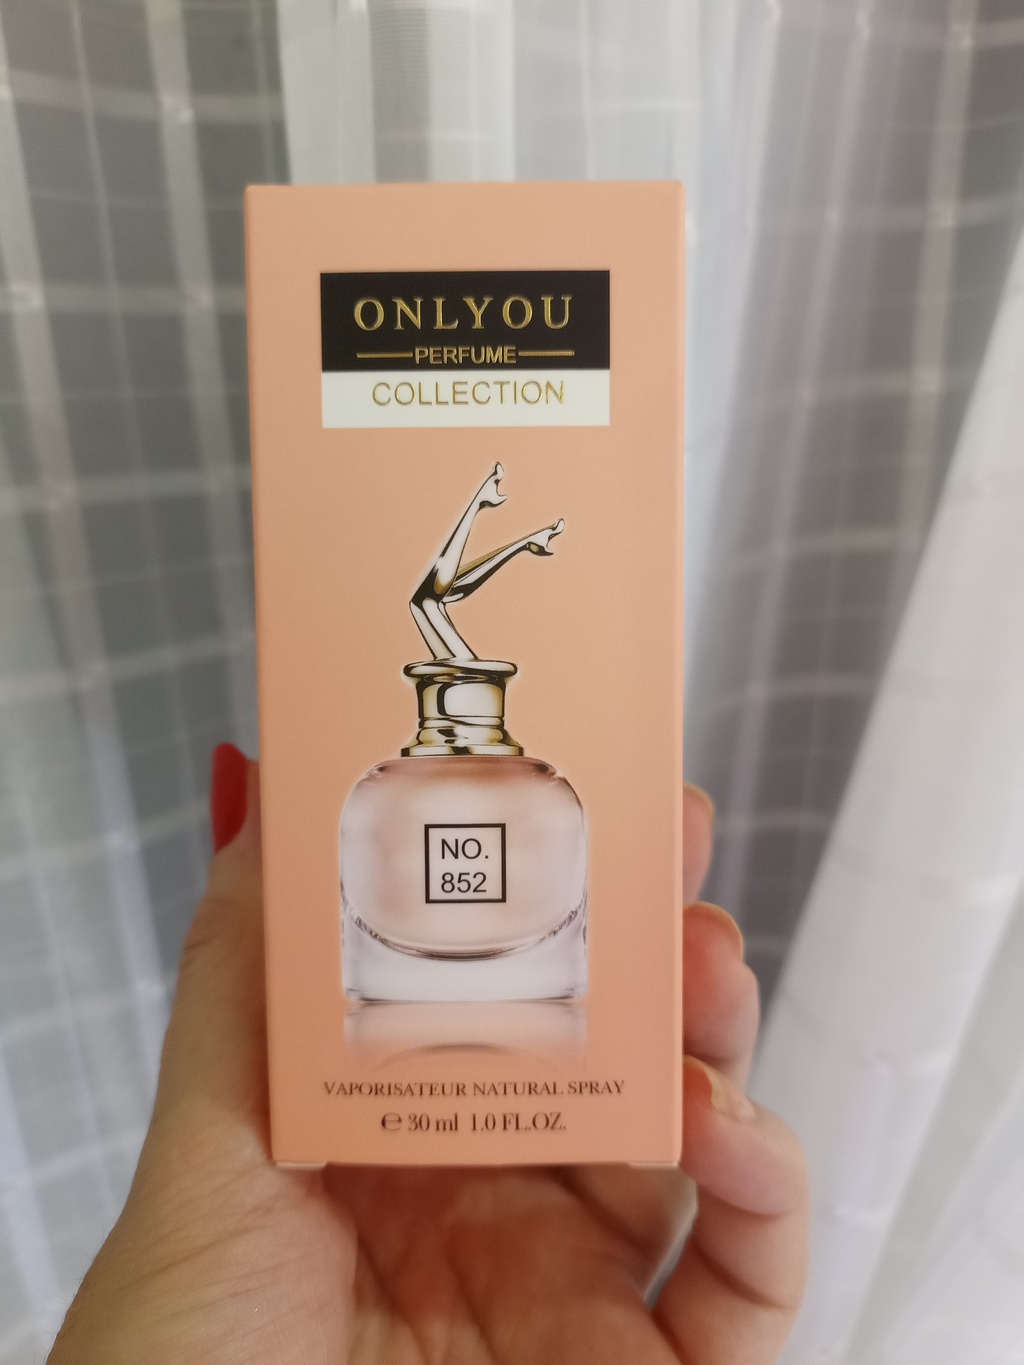 ONLYOU
PERFUME
COLLECTION
NO.
852
VAPORISATEUR NATURAL SPRAY
℮ 30 ml 1.0 FL.OZ.